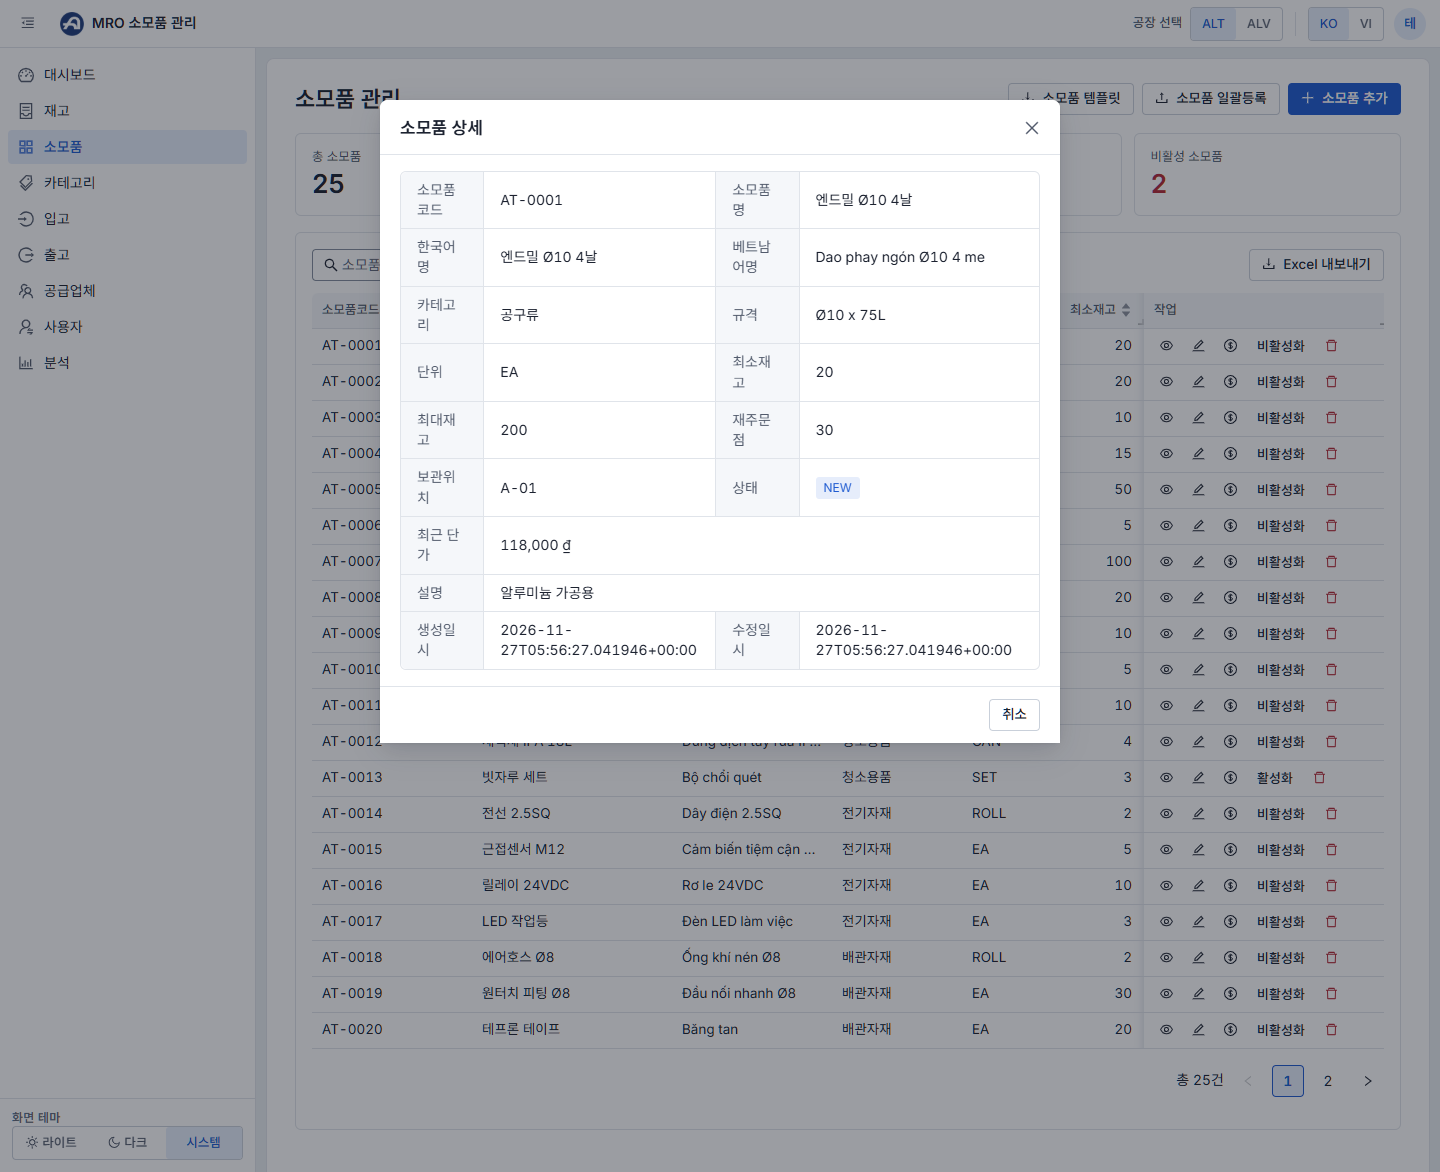 MRO 소모품 관리
공장 선택 ALT ALV KO VI 테
대시보드
재고
소모품
카테고리
입고
출고
공급업체
사용자
분석
화면 테마
라이트 다크 시스템
소모품 관리
소모품 템플릿 소모품 일괄등록 소모품 추가
총 소모품
25
비활성 소모품
2
소모품
Excel 내보내기
소모품코드 최소재고 작업
AT-0001 20 비활성화
AT-0002 20 비활성화
AT-0003 10 비활성화
AT-0004 15 비활성화
AT-0005 50 비활성화
AT-0006 5 비활성화
AT-0007 100 비활성화
AT-0008 20 비활성화
AT-0009 10 비활성화
AT-0010 5 비활성화
AT-0011 10 비활성화
AT-0012 4 비활성화
AT-0013 빗자루 세트 Bộ chổi quét 청소용품 SET 3 활성화
AT-0014 전선 2.5SQ Dây điện 2.5SQ 전기자재 ROLL 2 비활성화
AT-0015 근접센서 M12 Cảm biến tiệm cận ... 전기자재 EA 5 비활성화
AT-0016 릴레이 24VDC Rơ le 24VDC 전기자재 EA 10 비활성화
AT-0017 LED 작업등 Đèn LED làm việc 전기자재 EA 3 비활성화
AT-0018 에어호스 Ø8 Ống khí nén Ø8 배관자재 ROLL 2 비활성화
AT-0019 원터치 피팅 Ø8 Đầu nối nhanh Ø8 배관자재 EA 30 비활성화
AT-0020 테프론 테이프 Băng tan 배관자재 EA 20 비활성화
총 25건 1 2
소모품 상세
소모품
코드
AT-0001
소모품
명
엔드밀 Ø10 4날
한국어
명
엔드밀 Ø10 4날
베트남
어명
Dao phay ngón Ø10 4 me
카테고
리
공구류
규격
Ø10 x 75L
단위
EA
최소재
고
20
최대재
고
200
재주문
점
30
보관위
치
A-01
상태
NEW
최근 단
가
118,000 ₫
설명
알루미늄 가공용
생성일
시
2026-11-
27T05:56:27.041946+00:00
수정일
시
2026-11-
27T05:56:27.041946+00:00
취소